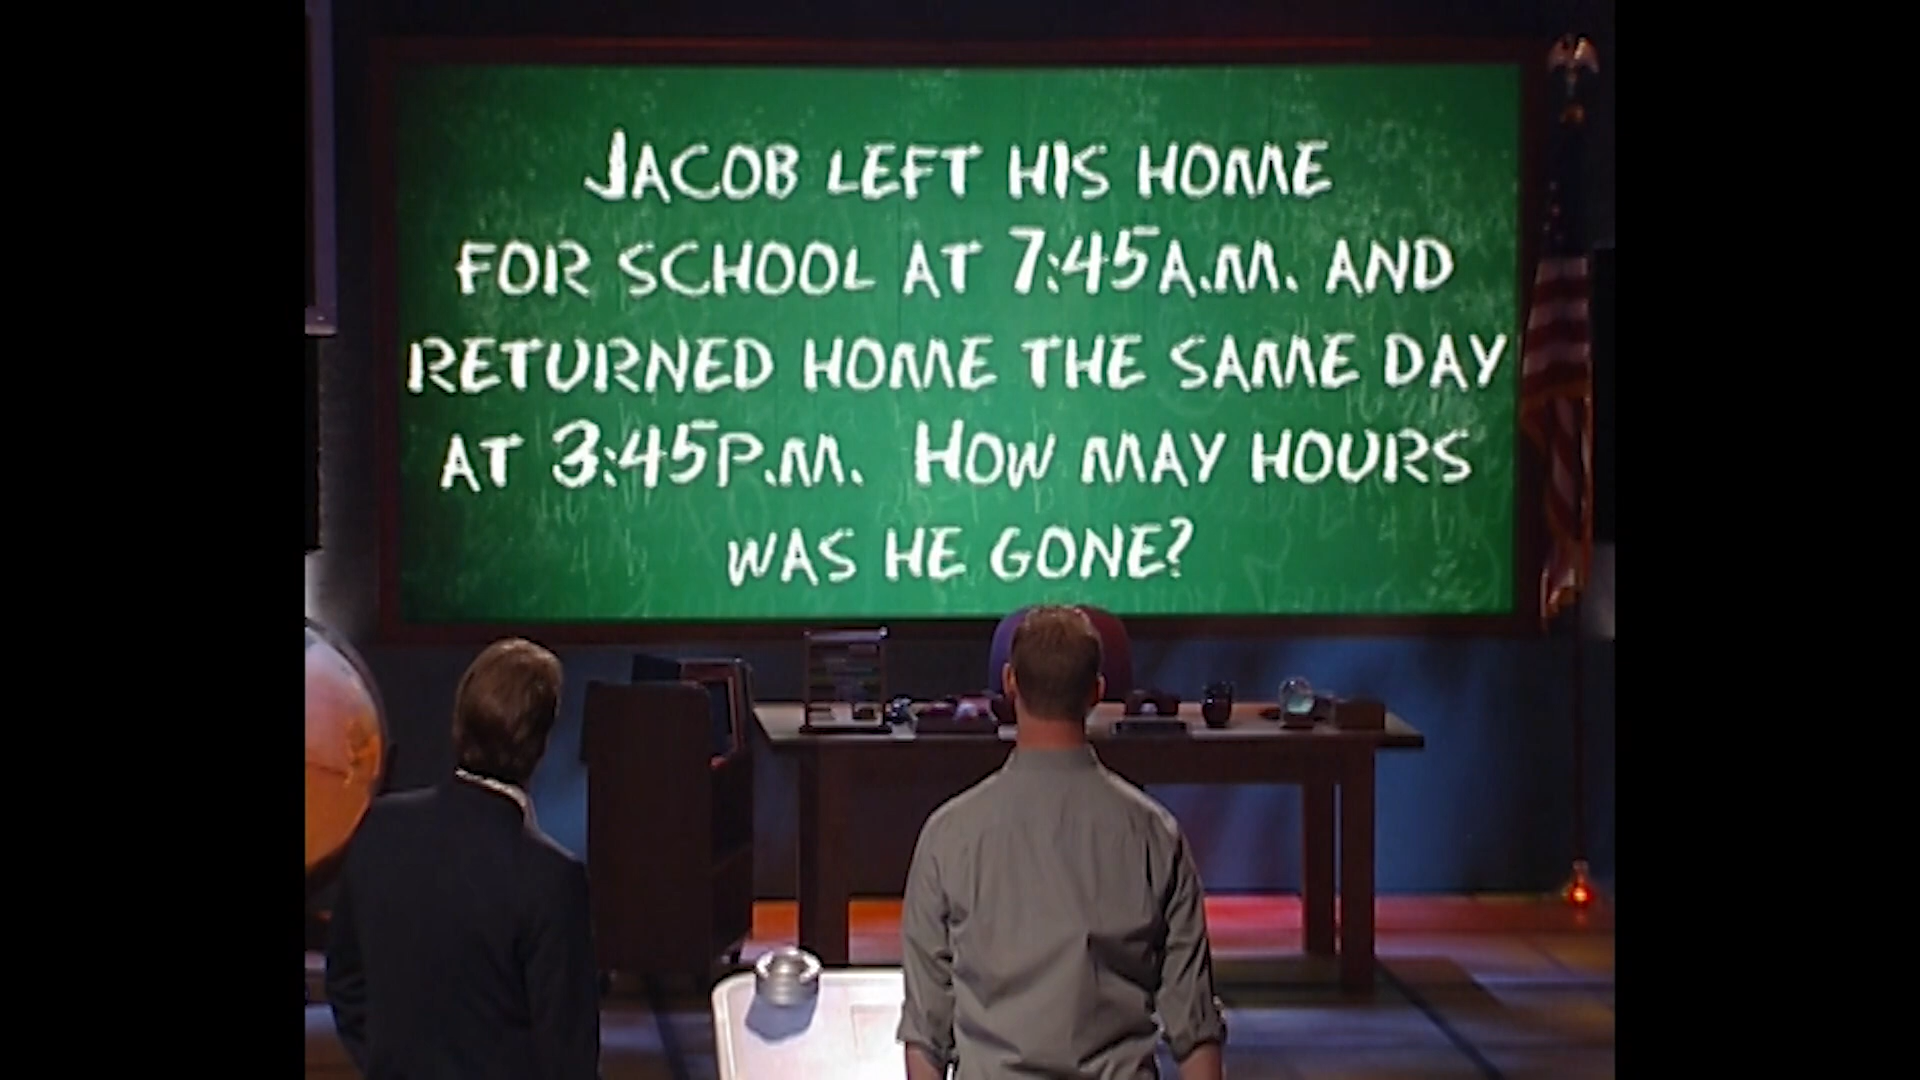 JACOB LEFT HIS HOME
FOR SCHOOL AT 7:45A.M. AND
RETURNED HOME THE SAME DAY
AT 3:45P.M. HOW MAY HOURS
WAS HE GONE?